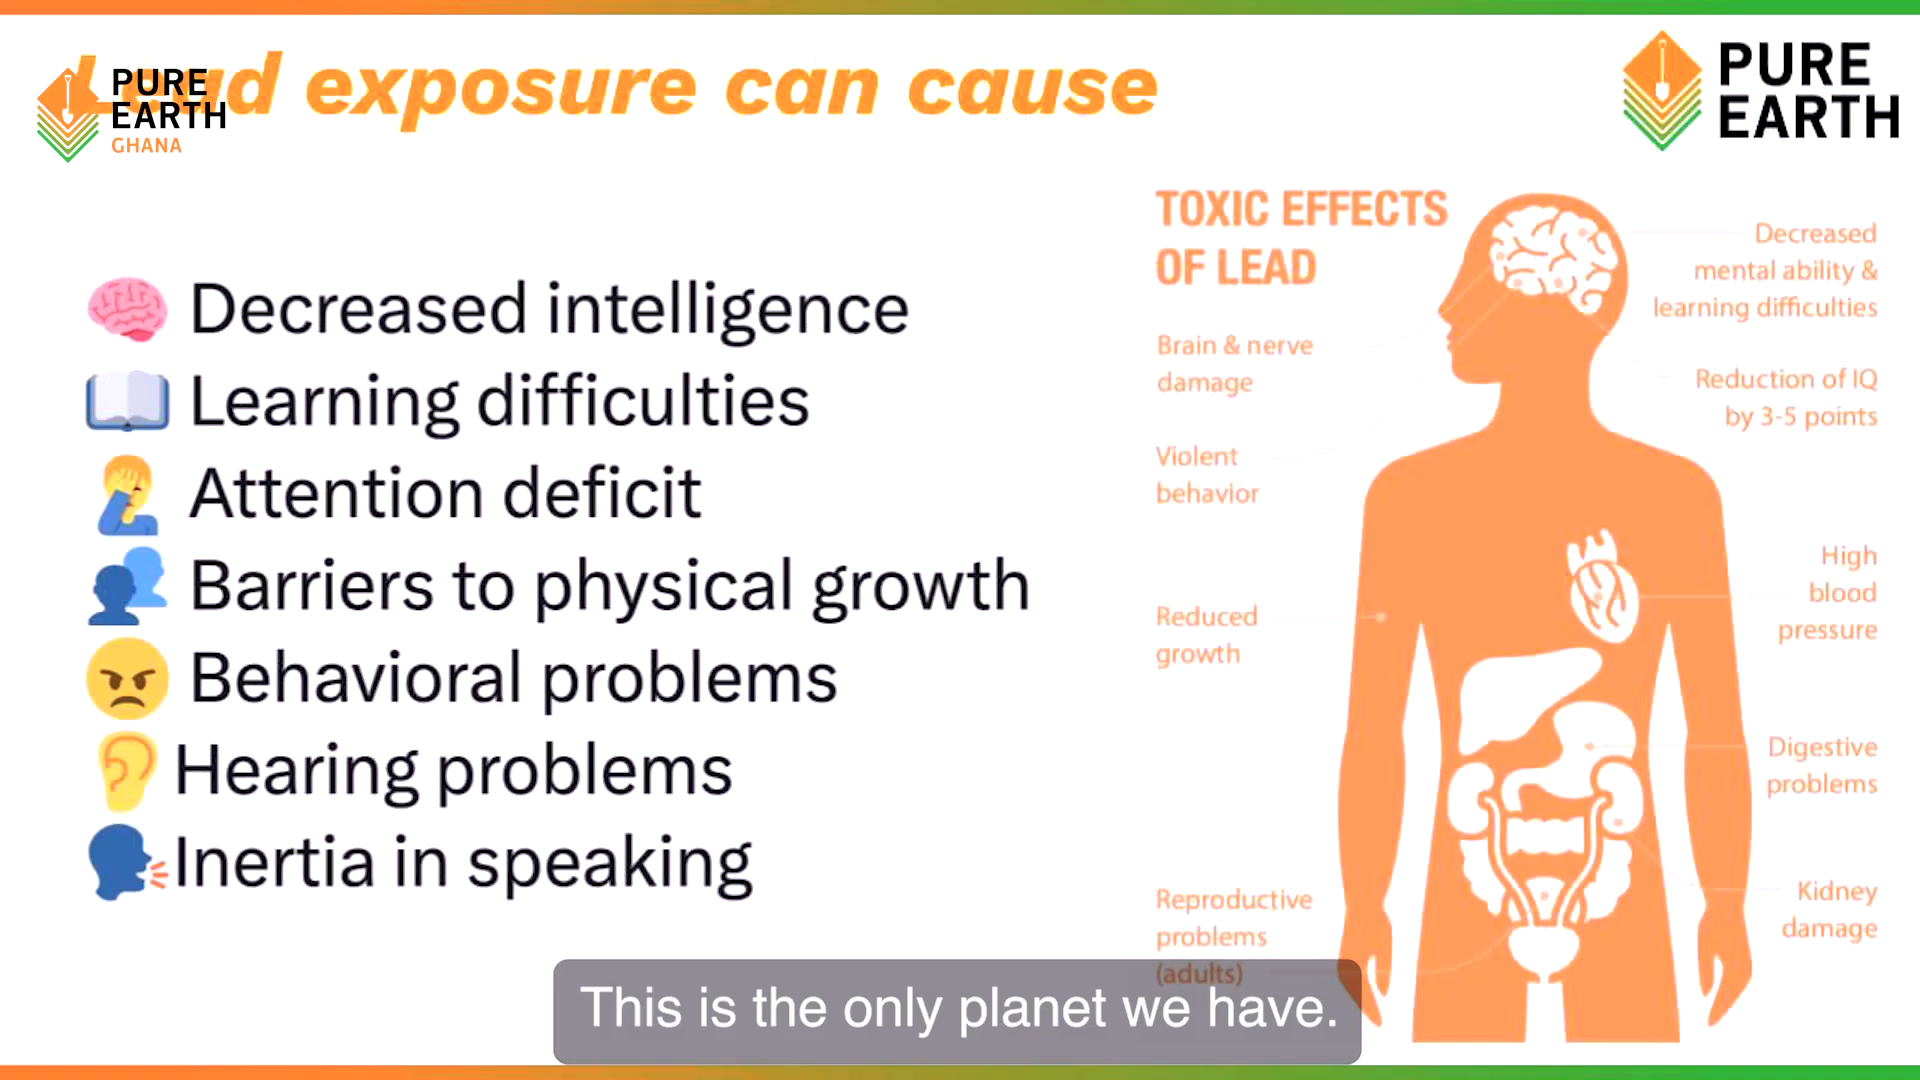 Lead exposure can cause
PURE
EARTH
GHANA
PURE
EARTH
Decreased intelligence
Learning difficulties
Attention deficit
Barriers to physical growth
Behavioral problems
Hearing problems
Inertia in speaking
TOXIC EFFECTS
OF LEAD
Brain & nerve
damage
Violent
behavior
Reduced
growth
Reproductive
problems
(adults)
Decreased
mental ability &
learning difficulties
Reduction of IQ
by 3-5 points
High
blood
pressure
Digestive
problems
Kidney
damage
This is the only planet we have.